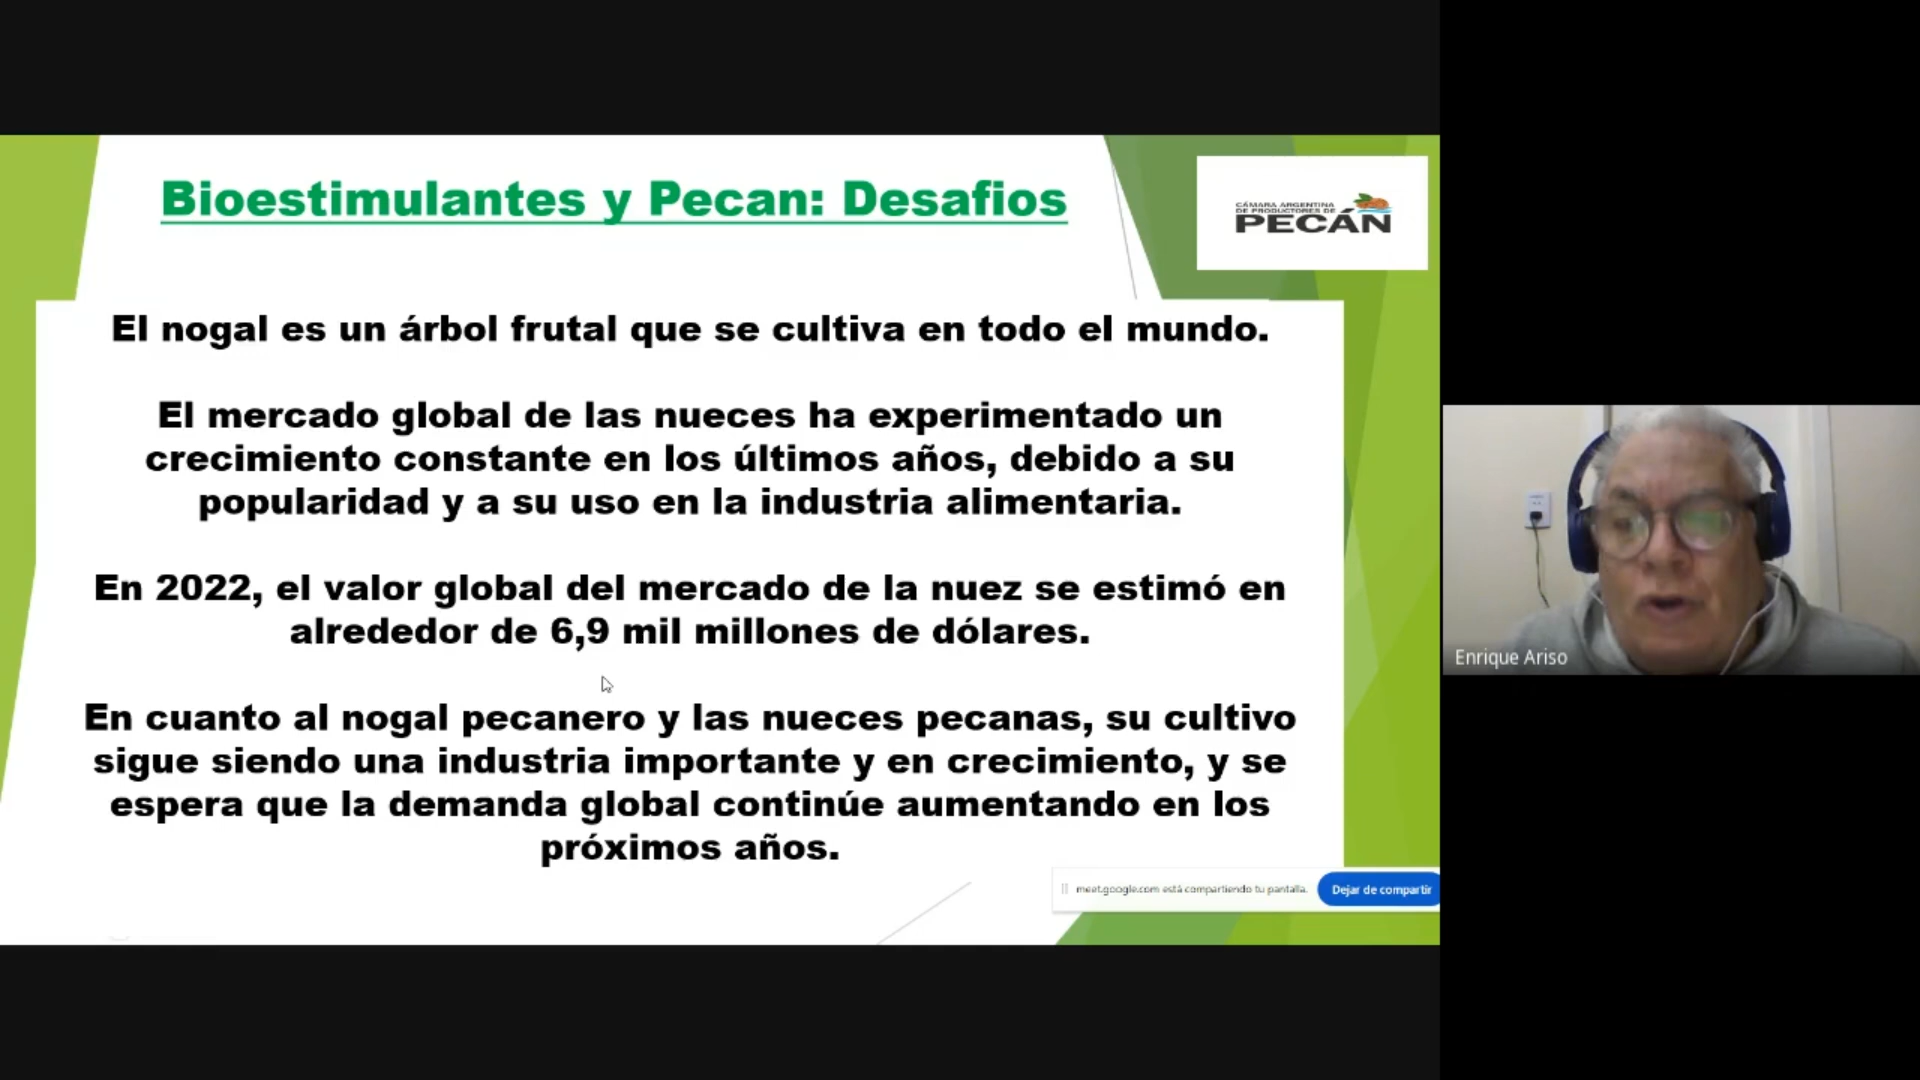 Bioestimulantes y Pecan: Desafios
CÁMARA ARGENTINA
DE PRODUCTORES DE
PECÁN
El nogal es un árbol frutal que se cultiva en todo el mundo.
El mercado global de las nueces ha experimentado un
crecimiento constante en los últimos años, debido a su
popularidad y a su uso en la industria alimentaria.
En 2022, el valor global del mercado de la nuez se estimó en
alrededor de 6,9 mil millones de dólares.
En cuanto al nogal pecanero y las nueces pecanas, su cultivo
sigue siendo una industria importante y en crecimiento, y se
espera que la demanda global continúe aumentando en los
próximos años.
meet.google.com está compartiendo tu pantalla.
Dejar de compartir
Enrique Ariso